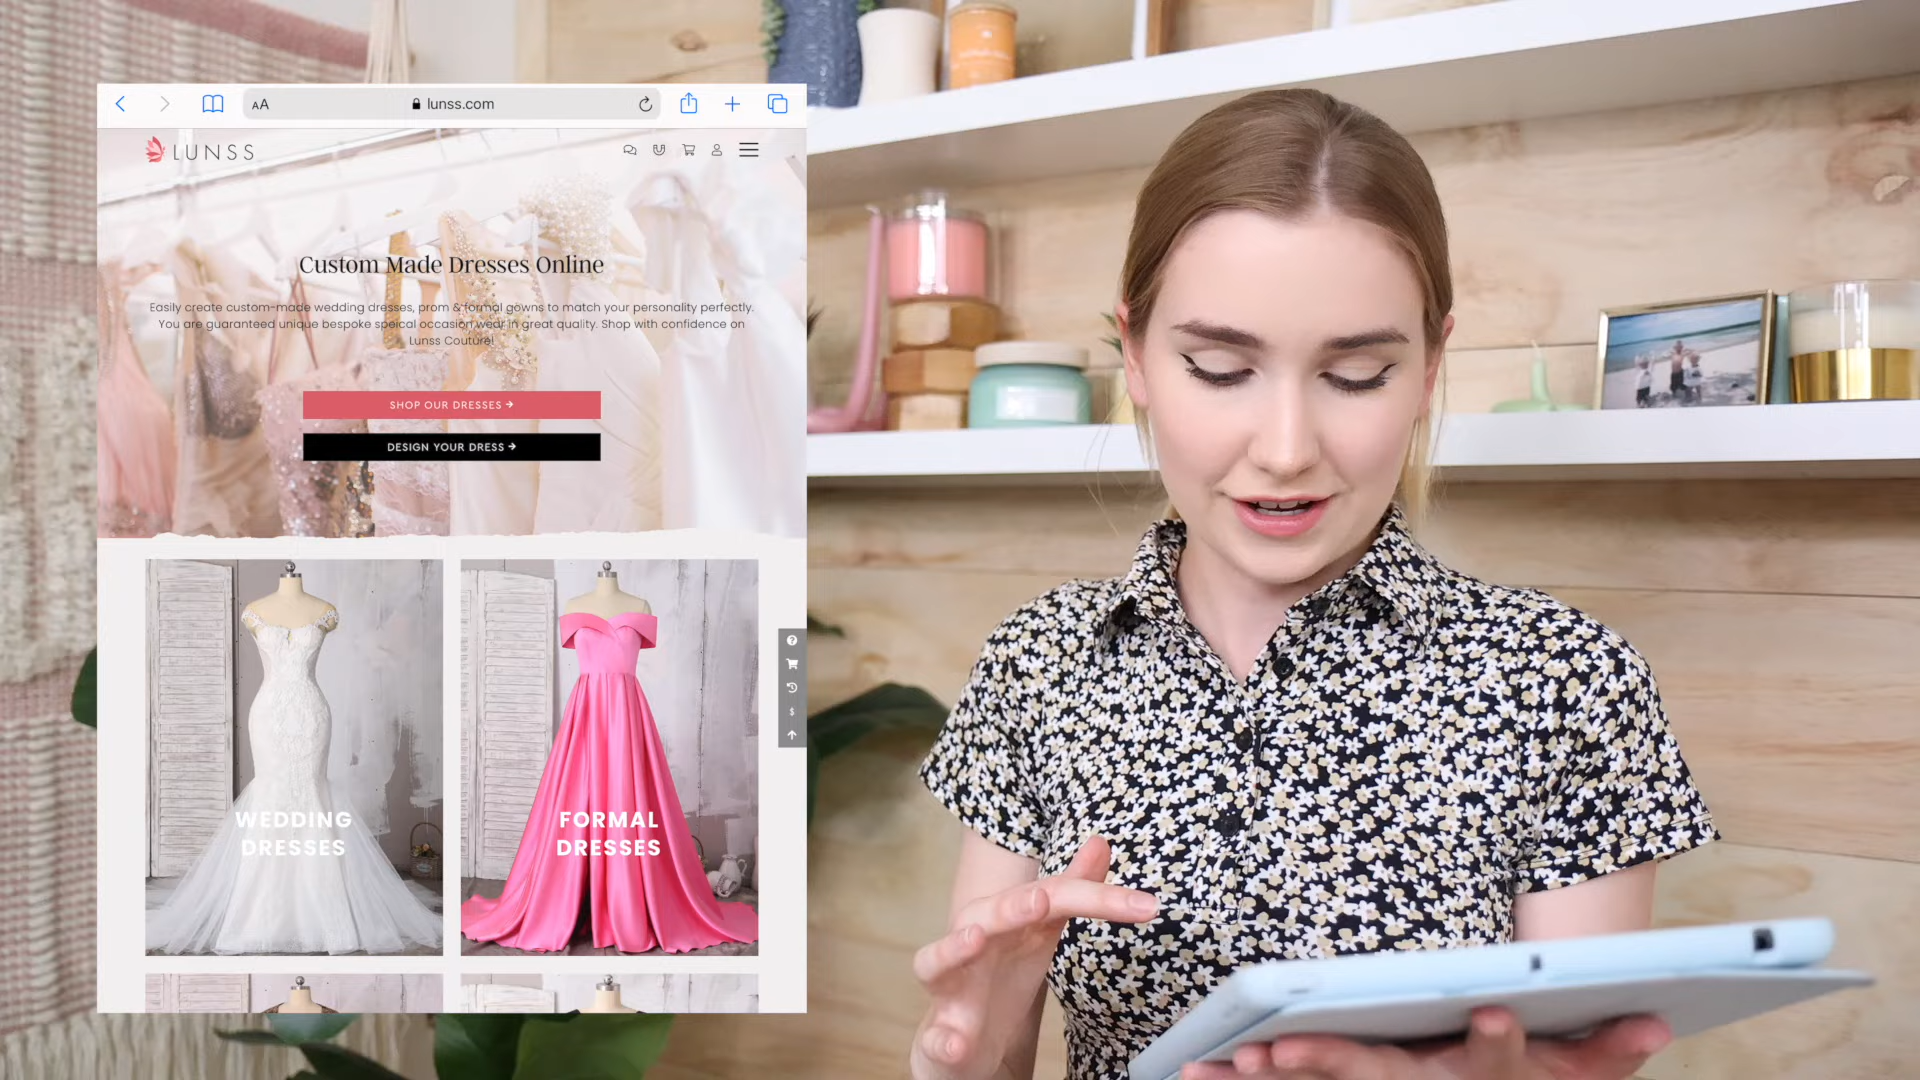 AA
lunss.com
LUNSS
Custom Made Dresses Online
Easily create custom-made wedding dresses, prom & formal gowns to match your personality perfectly.
You are guaranteed unique bespoke speical occasion wear in great quality. Shop with confidence on
Lunss Couture!
SHOP OUR DRESSES →
DESIGN YOUR DRESS →
$
WEDDING
DRESSES
FORMAL
DRESSES